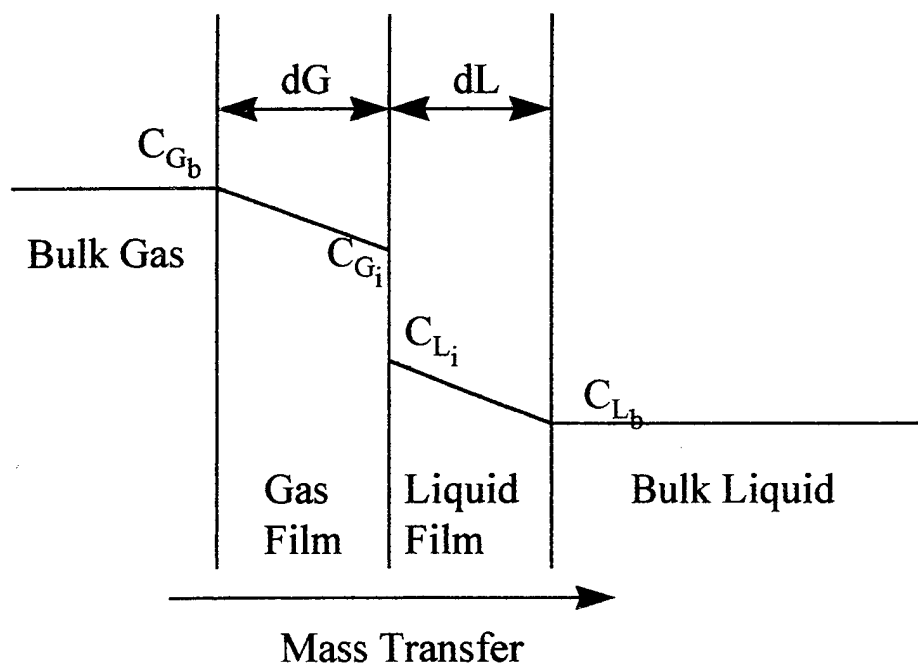 dG
dL
C_{G_b}
Bulk Gas
C_{G_i}
C_{L_i}
C_{L_b}
Gas Film
Liquid Film
Bulk Liquid
Mass Transfer